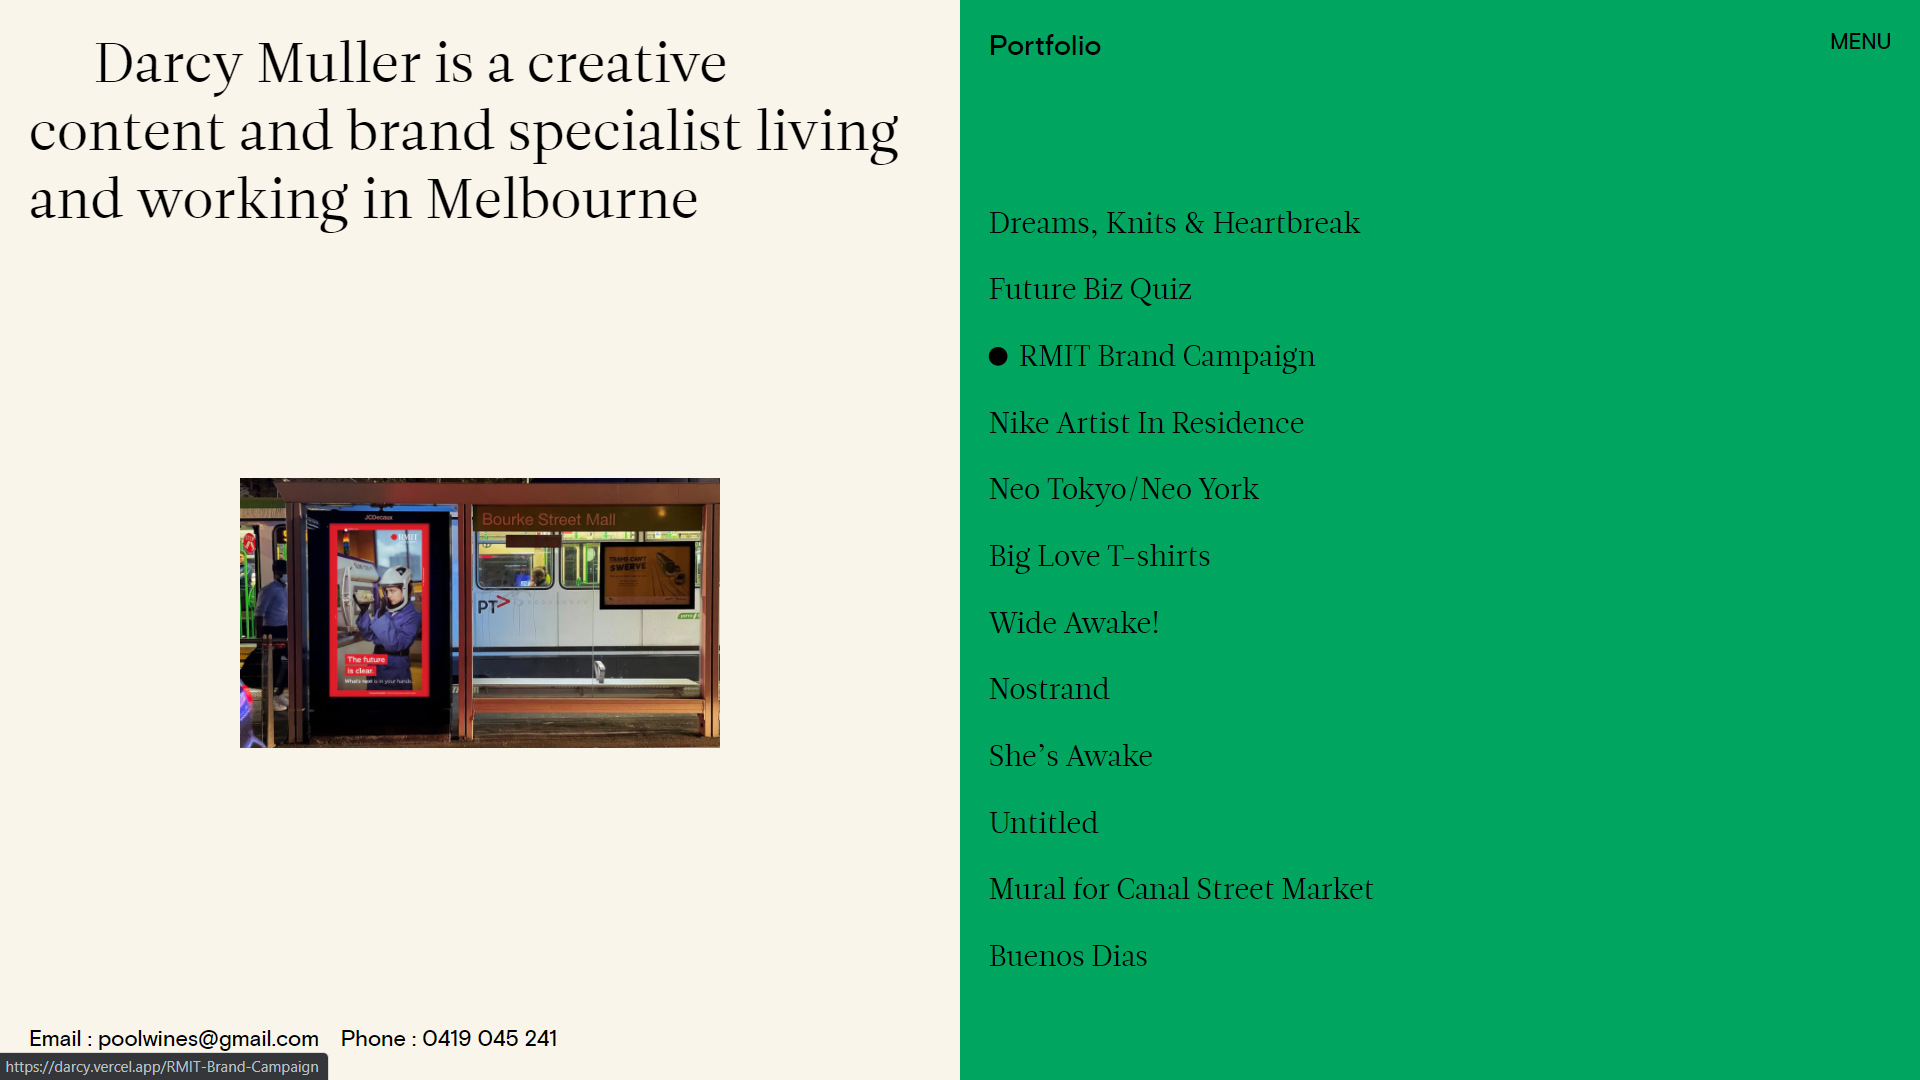 Darcy Muller is a creative
content and brand specialist living
and working in Melbourne
JCDecaux
RMIT
The future
is clear.
What's next is in your hands.
Bourke Street Mall
SWERVE
PT>
Email : poolwines@gmail.com Phone : 0419 045 241
https://darcy.vercel.app/RMIT-Brand-Campaign
Portfolio
MENU
Dreams, Knits & Heartbreak
Future Biz Quiz
● RMIT Brand Campaign
Nike Artist In Residence
Neo Tokyo/Neo York
Big Love T-shirts
Wide Awake!
Nostrand
She’s Awake
Untitled
Mural for Canal Street Market
Buenos Dias